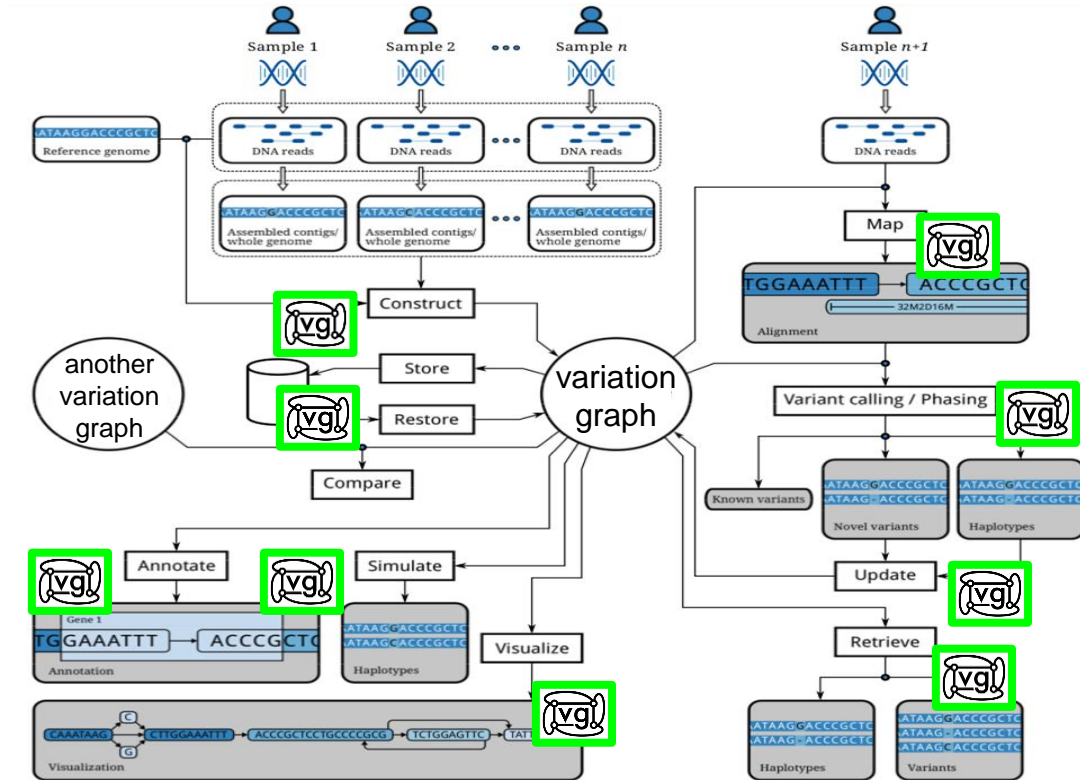 Sample 1
Sample 2
Sample n
Sample n+1
ATAAGGACCCGCTC
Reference genome
DNA reads
DNA reads
DNA reads
DNA reads
ATAAGGACCCGCTC
Assembled contigs/
whole genome
ATAAGCACCCGCTC
Assembled contigs/
whole genome
ATAAGGACCCGCTC
Assembled contigs/
whole genome
Map
vg
TGGAAATTT
ACCCGCTC
32M2D16M
Alignment
Construct
vg
another
variation
graph
Store
vg
Restore
variation
graph
Compare
Variant calling / Phasing
vg
Known variants
ATAAGGACCCGCTC
ATAAG-ACCCGCTC
Novel variants
ATAAGGACCCGCTC
ATAAG-ACCCGCTC
Haplotypes
vg
Annotate
vg
Simulate
Update
vg
Gene 1
TGGAAATTT
ACCCGCTC
Annotation
ATAAGGACCCGCTC
ATAAGCACCCGCTC
Haplotypes
Visualize
Retrieve
vg
vg
C
CAAATAAG
CTTGGAAATTT
ACCCGCTCCTGCCCCGCG
TCTGGAGTTC
TAT
G
Visualization
ATAAGGACCCGCTC
ATAAG-ACCCGCTC
Haplotypes
ATAAGGACCCGCTC
ATAAG-ACCCGCTC
ATAAGCACCCGCTC
Variants